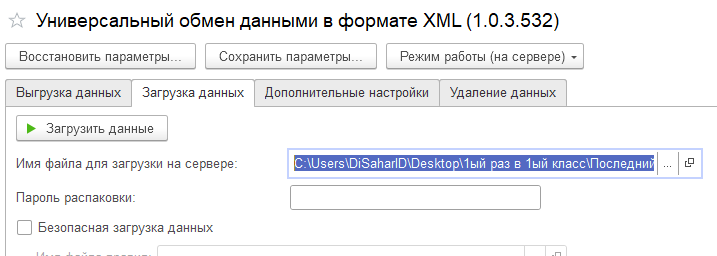 Универсальный обмен данными в формате XML (1.0.3.532)
Восстановить параметры... Сохранить параметры... Режим работы (на сервере)
Выгрузка данных Загрузка данных Дополнительные настройки Удаление данных
Загрузить данные
Имя файла для загрузки на сервере: C:\Users\DiSaharID\Desktop\1ый раз в 1ый класс\Последний ...
Пароль распаковки:
Безопасная загрузка данных